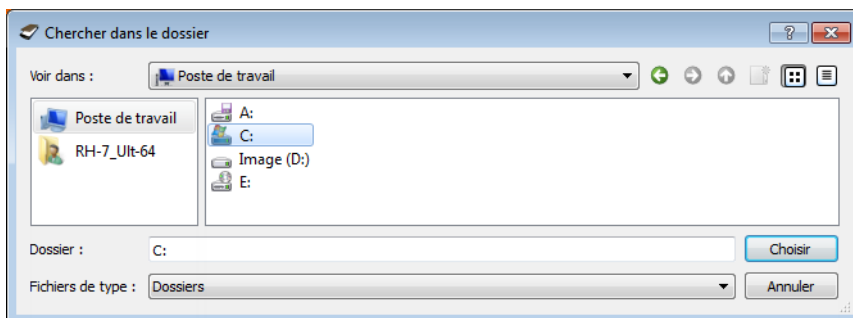 Chercher dans le dossier
Voir dans :
Poste de travail
Poste de travail
RH-7_Ult-64
A:
C:
Image (D:)
E:
Dossier :
C:
Choisir
Fichiers de type :
Dossiers
Annuler